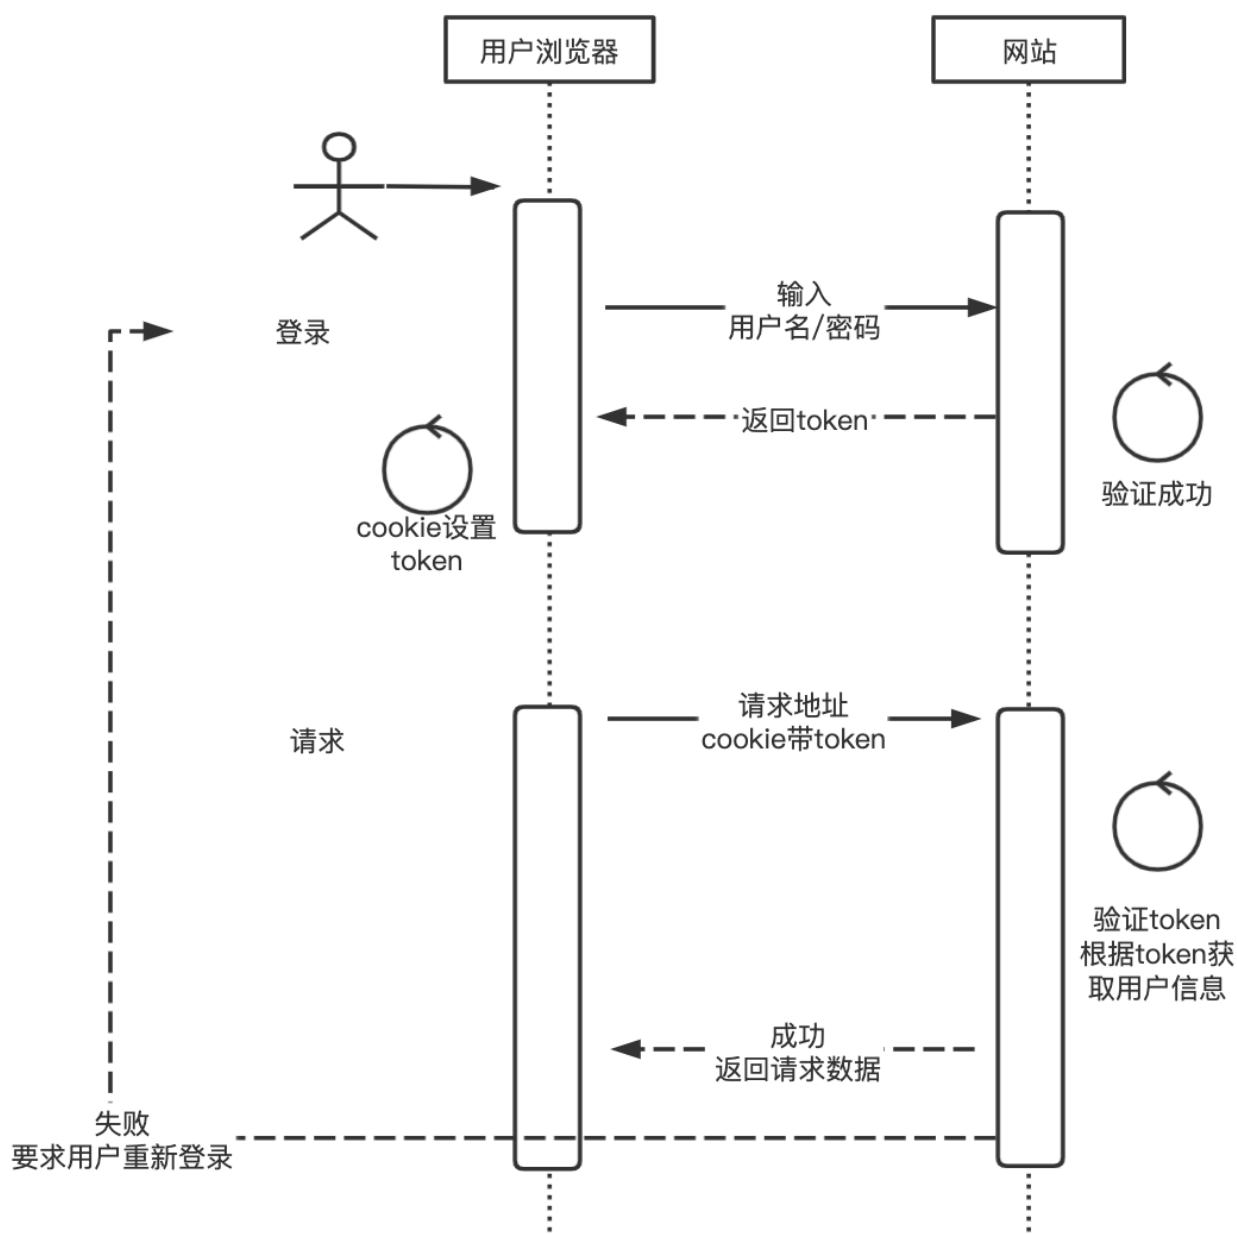 用户浏览器
网站
输入
用户名/密码
登录
返回token
验证成功
cookie设置
token
请求地址
cookie带token
请求
验证token
根据token获
取用户信息
成功
返回请求数据
失败
要求用户重新登录